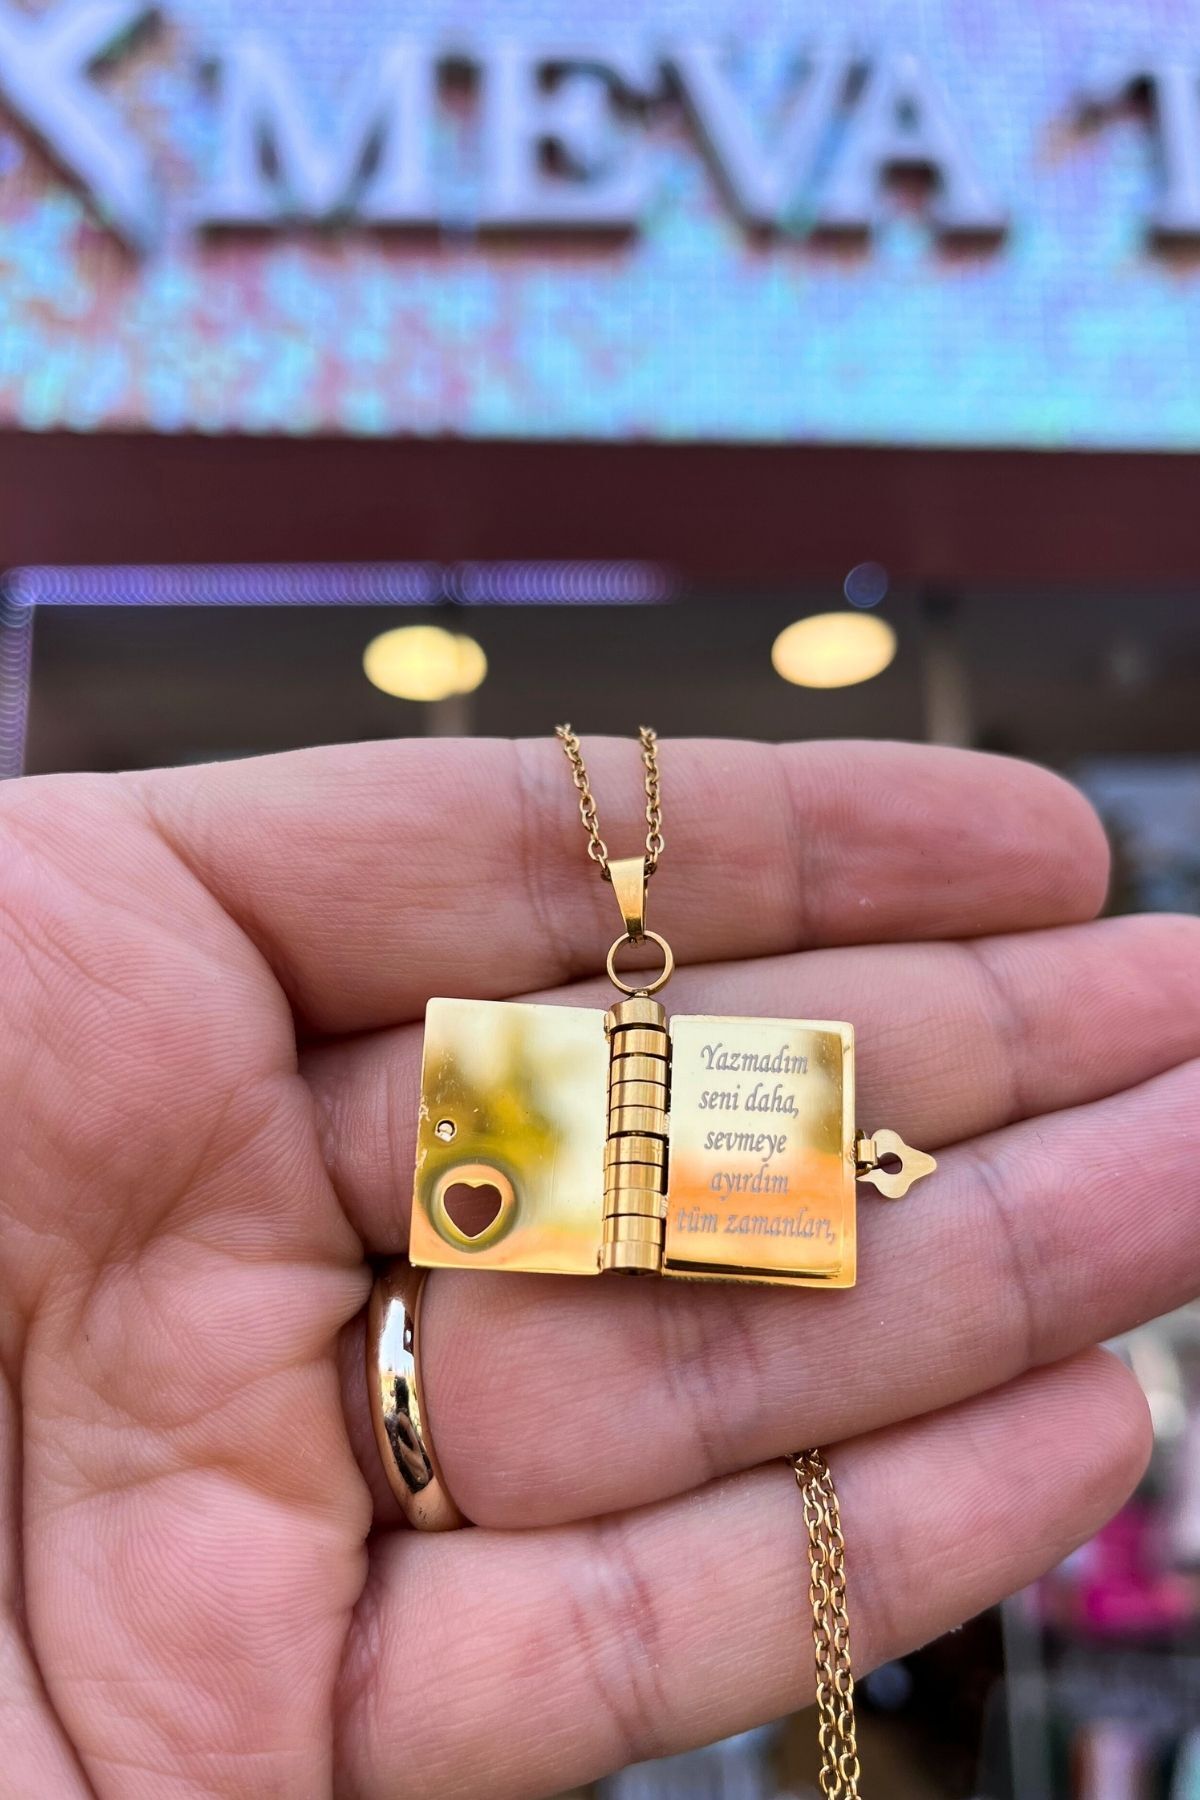 MEVA
Yazmadım
seni daha,
sevmeye
ayırdım
tüm zamanları,